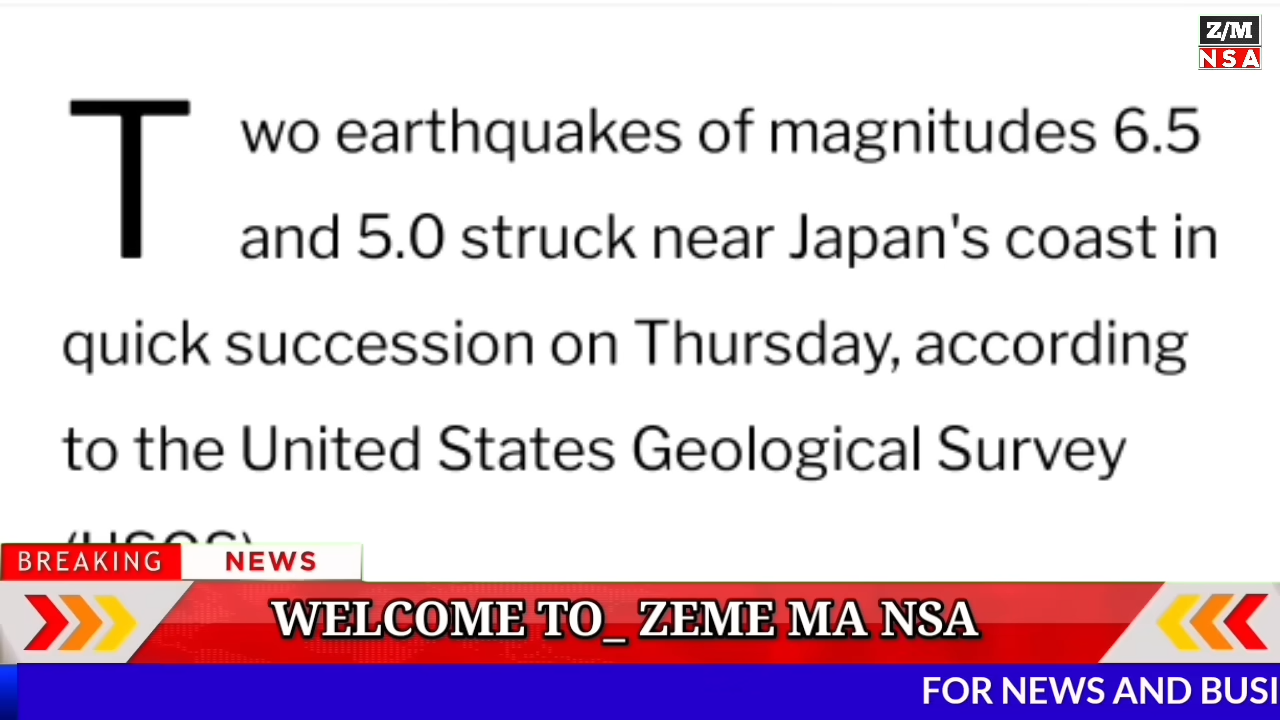 Z/M
NSA
Two earthquakes of magnitudes 6.5
and 5.0 struck near Japan's coast in
quick succession on Thursday, according
to the United States Geological Survey
(USGS)
BREAKING NEWS
WELCOME TO_ ZEME MA NSA
FOR NEWS AND BUSI